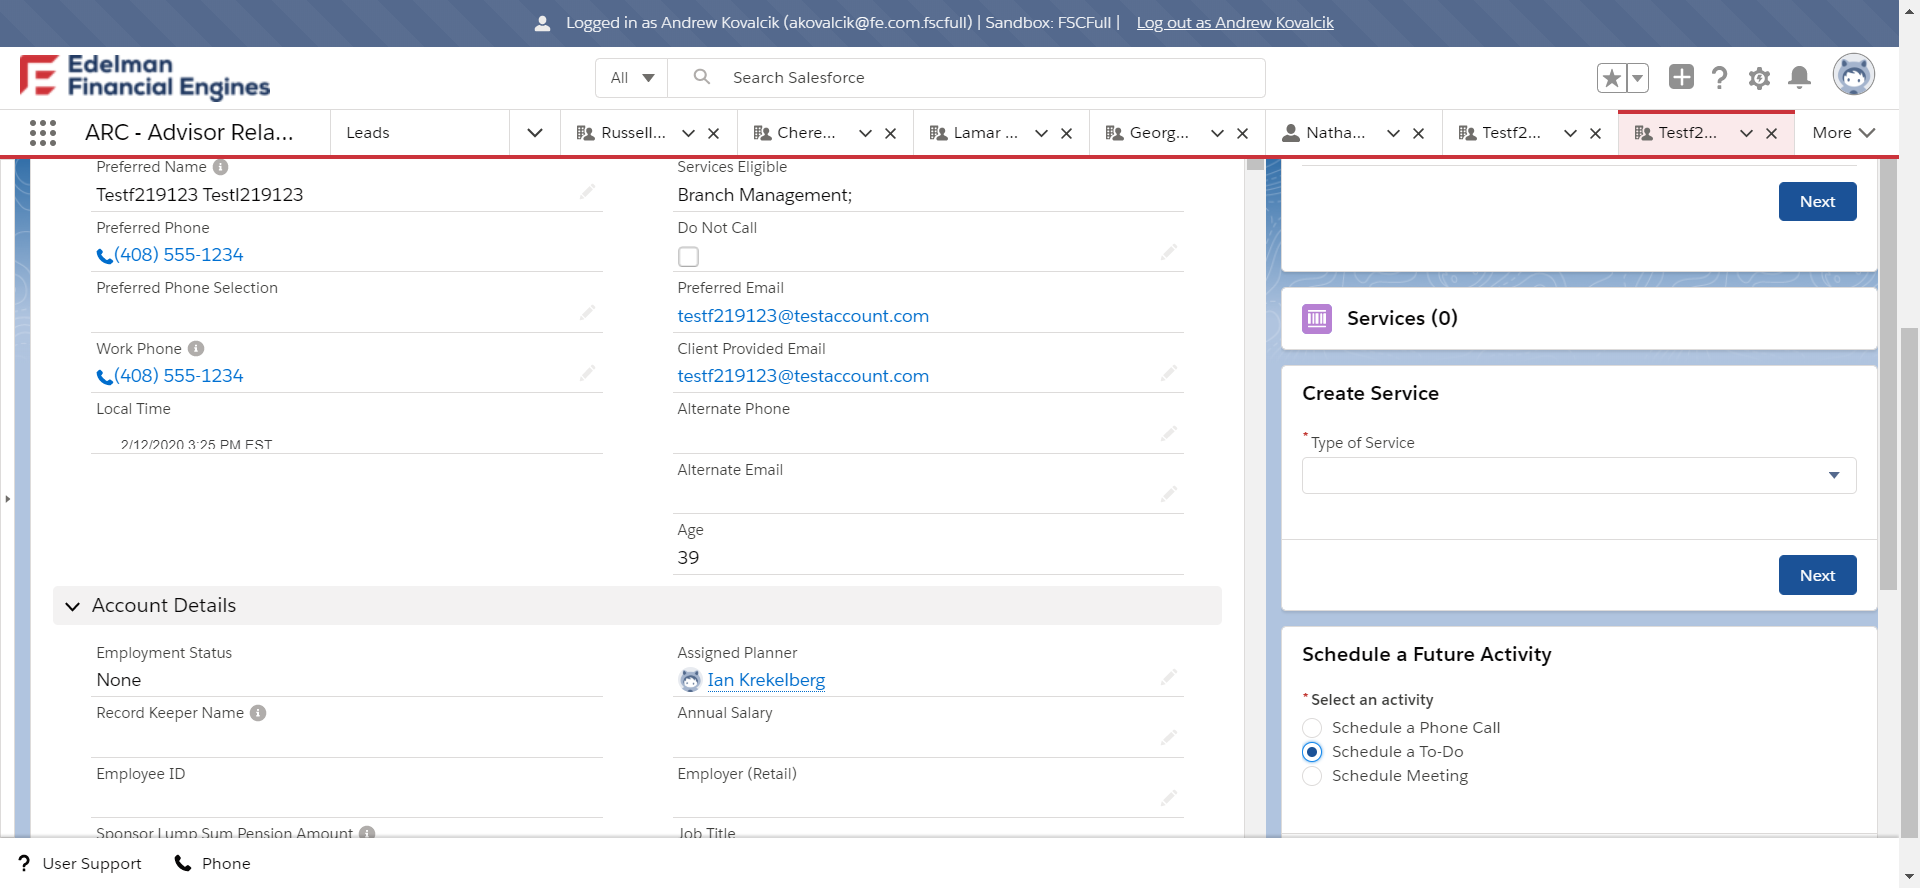 Logged in as Andrew Kovalcik (akovalcik@fe.com.fscfull) | Sandbox: FSCFull | Log out as Andrew Kovalcik
Edelman
Financial Engines
All
Search Salesforce
ARC - Advisor Rela...
Leads
Russell...
Chere...
Lamar ...
Georg...
Natha...
Testf2...
Testf2...
More
Preferred Name
Testf219123 Testl219123
Preferred Phone
(408) 555-1234
Preferred Phone Selection
Work Phone
(408) 555-1234
Local Time
2/12/2020 3:25 PM EST
Services Eligible
Branch Management;
Do Not Call
Preferred Email
testf219123@testaccount.com
Client Provided Email
testf219123@testaccount.com
Alternate Phone
Alternate Email
Age
39
Account Details
Employment Status
None
Record Keeper Name
Employee ID
Sponsor Lump Sum Pension Amount
Assigned Planner
Ian Krekelberg
Annual Salary
Employer (Retail)
Job Title
Next
Services (0)
Create Service
* Type of Service
Next
Schedule a Future Activity
* Select an activity
Schedule a Phone Call
Schedule a To-Do
Schedule Meeting
? User Support
Phone